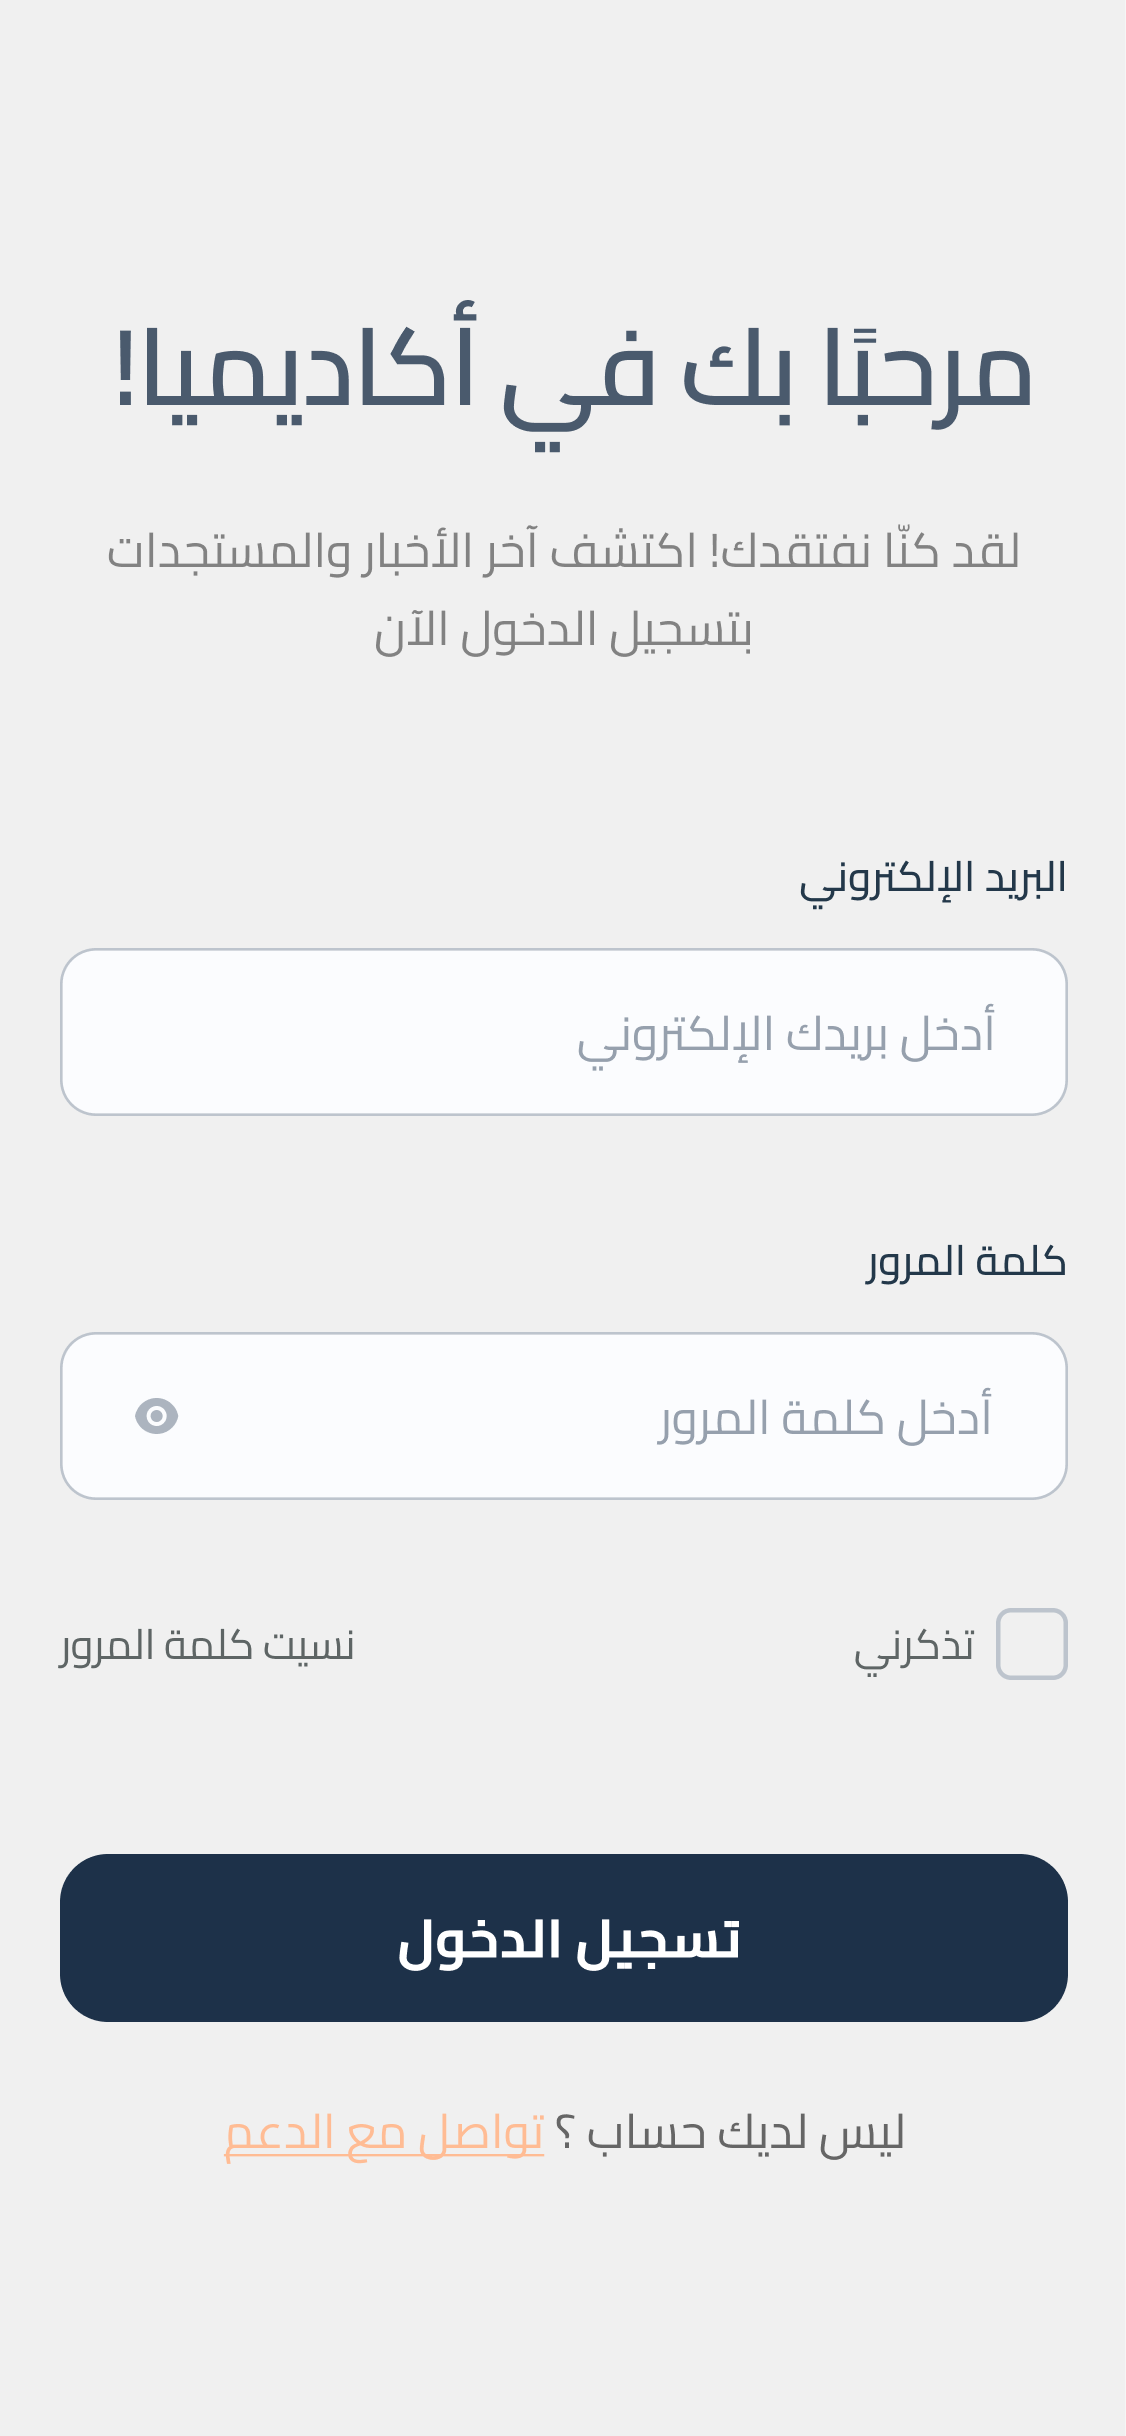 مرحبًا بك في أكاديميا!
لقد كنّا نفتقدك! اكتشف آخر الأخبار والمستجدات
بتسجيل الدخول الآن
البريد الإلكتروني
أدخل بريدك الإلكتروني
كلمة المرور
أدخل كلمة المرور
تذكرني
نسيت كلمة المرور
تسجيل الدخول
ليس لديك حساب ؟ تواصل مع الدعم